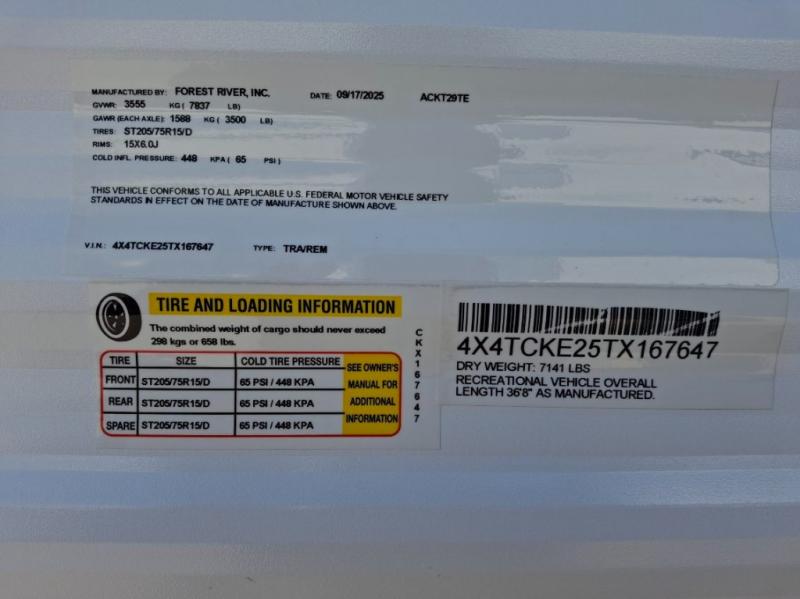 MANUFACTURED BY: FOREST RIVER, INC. DATE: 09/17/2025 ACKT29TE
GVWR: 3555 KG ( 7837 LB)
GAWR (EACH AXLE): 1588 KG ( 3500 LB)
TIRES: ST205/75R15/D
RIMS: 15X6.0J
COLD INFL. PRESSURE: 448 KPA ( 65 PSI )
THIS VEHICLE CONFORMS TO ALL APPLICABLE U.S. FEDERAL MOTOR VEHICLE SAFETY
STANDARDS IN EFFECT ON THE DATE OF MANUFACTURE SHOWN ABOVE.
V.I.N.: 4X4TCKE25TX167647 TYPE: TRA/REM
TIRE AND LOADING INFORMATION
The combined weight of cargo should never exceed
298 kgs or 658 lbs.
TIRE SIZE COLD TIRE PRESSURE
FRONT ST205/75R15/D 65 PSI / 448 KPA
REAR ST205/75R15/D 65 PSI / 448 KPA
SPARE ST205/75R15/D 65 PSI / 448 KPA
SEE OWNER'S
MANUAL FOR
ADDITIONAL
INFORMATION
CKX167647
4X4TCKE25TX167647
DRY WEIGHT: 7141 LBS
RECREATIONAL VEHICLE OVERALL
LENGTH 36'8" AS MANUFACTURED.